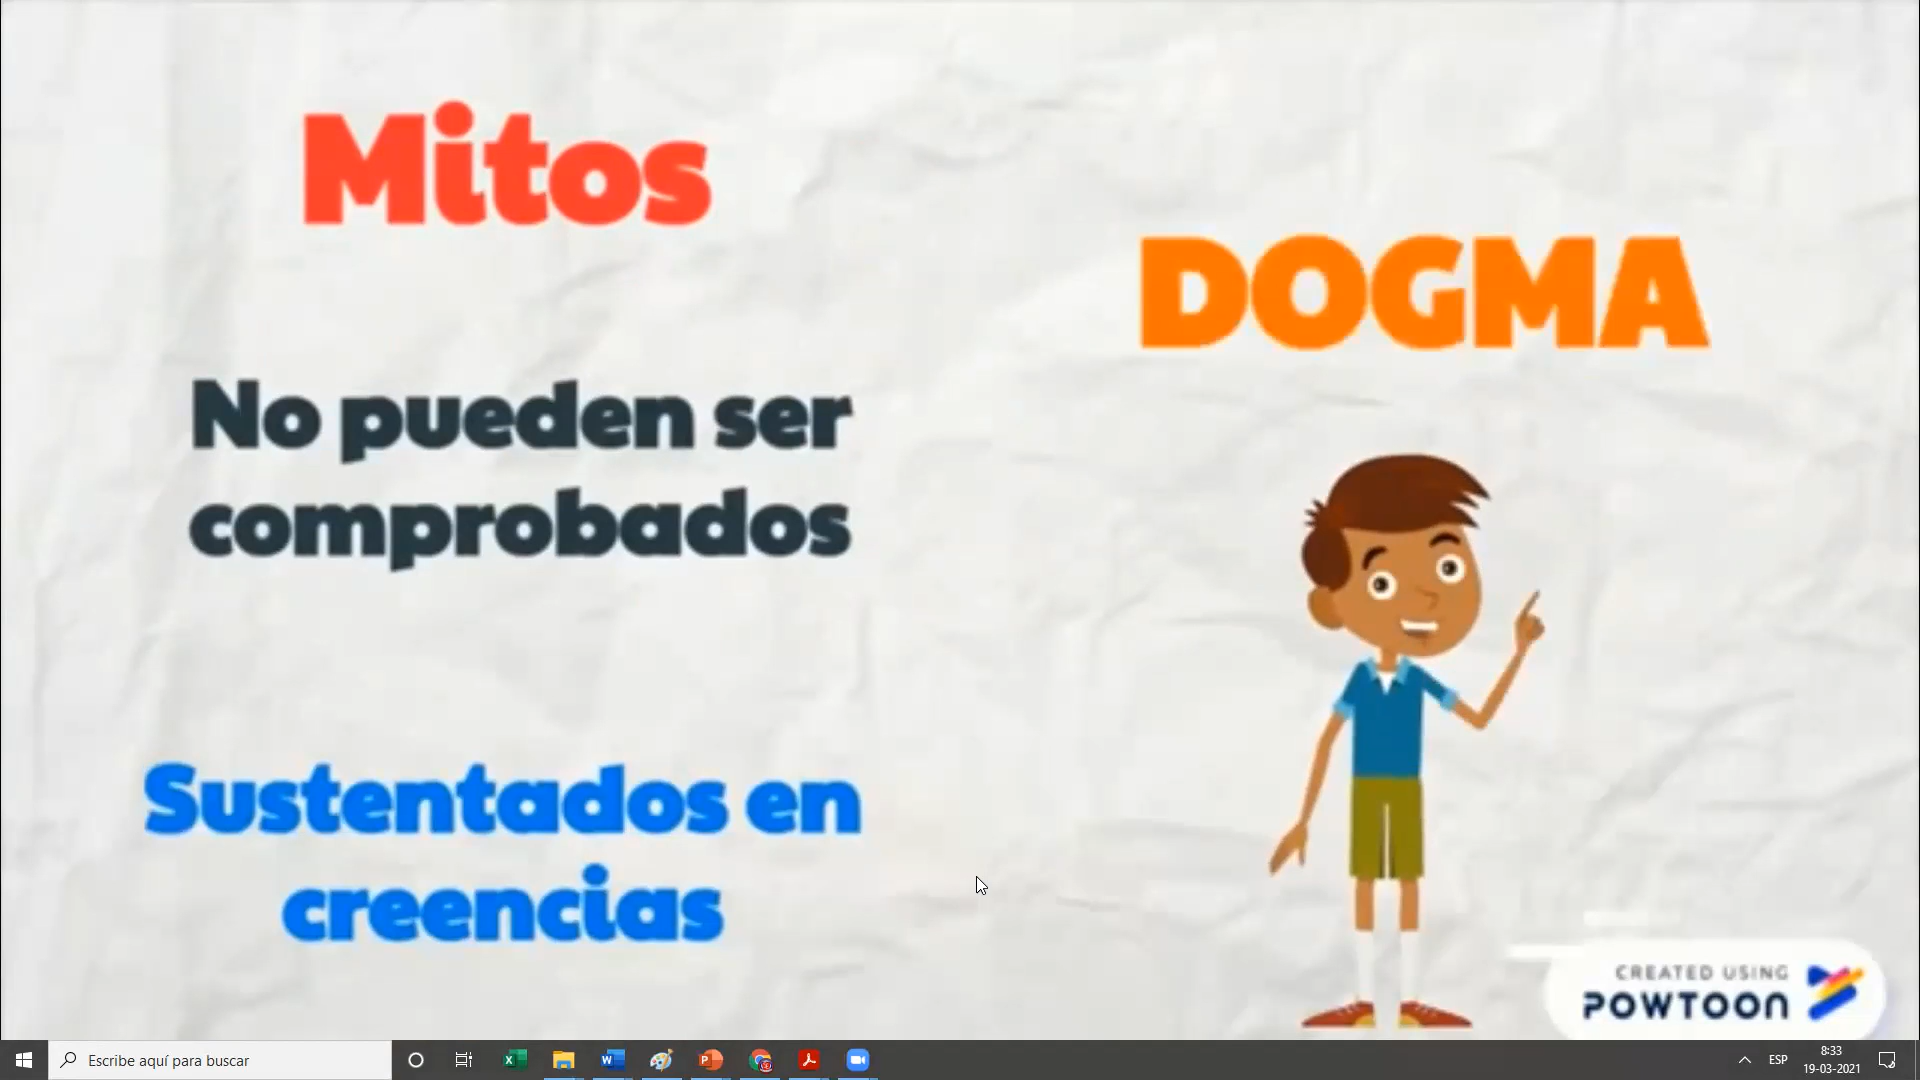 Mitos
DOGMA
No pueden ser
comprobados
Sustentados en
creencias
CREATED USING
POWTOON
Escribe aquí para buscar
ESP
8:33
19-03-2021